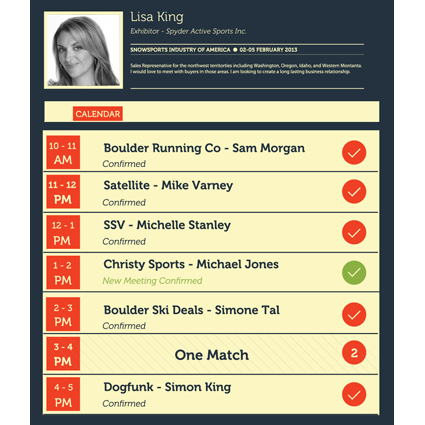 Lisa King
Exhibitor - Spyder Active Sports Inc.
SNOWSPORTS INDUSTRY OF AMERICA ● 02-05 FEBRUARY 2013
Sales Representative for the northwest territories including Washington, Oregon, Idaho, and Western Montanta.
I would love to meet with buyers in those areas. I am looking to create a long lasting business relationship.
CALENDAR
10 - 11 AM
Boulder Running Co - Sam Morgan
Confirmed
11 - 12 PM
Satellite - Mike Varney
Confirmed
12 - 1 PM
SSV - Michelle Stanley
Confirmed
1 - 2 PM
Christy Sports - Michael Jones
New Meeting Confirmed
2 - 3 PM
Boulder Ski Deals - Simone Tal
Confirmed
3 - 4 PM
One Match
2
4 - 5 PM
Dogfunk - Simon King
Confirmed